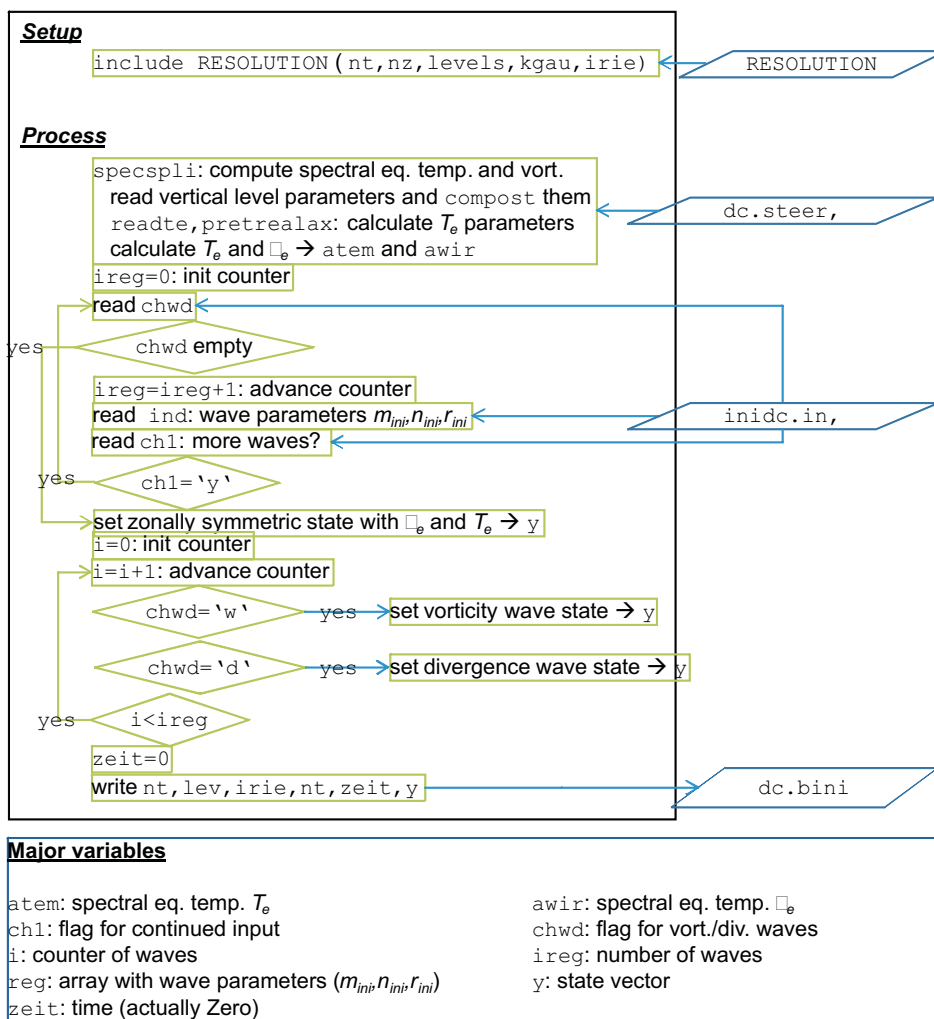 Setup
include RESOLUTION(nt,nz,levels,kgau,irie)
RESOLUTION
Process
specspli: compute spectral eq. temp. and vort.
read vertical level parameters and compost them
readte,pretrealax: calculate Te parameters
calculate Te and □e → atem and awir
dc.steer,
ireg=0: init counter
read chwd
yes
chwd empty
ireg=ireg+1: advance counter
read ind: wave parameters mini,nini,rini
inidc.in,
read ch1: more waves?
yes
ch1=‘y‘
set zonally symmetric state with □e and Te → y
i=0: init counter
i=i+1: advance counter
chwd=‘w‘
yes
set vorticity wave state → y
chwd=‘d‘
yes
set divergence wave state → y
yes
i<ireg
zeit=0
write nt,lev,irie,nt,zeit,y
dc.bini
Major variables
atem: spectral eq. temp. Te
awir: spectral eq. temp. □e
ch1: flag for continued input
chwd: flag for vort./div. waves
i: counter of waves
ireg: number of waves
reg: array with wave parameters (mini,nini,rini)
y: state vector
zeit: time (actually Zero)